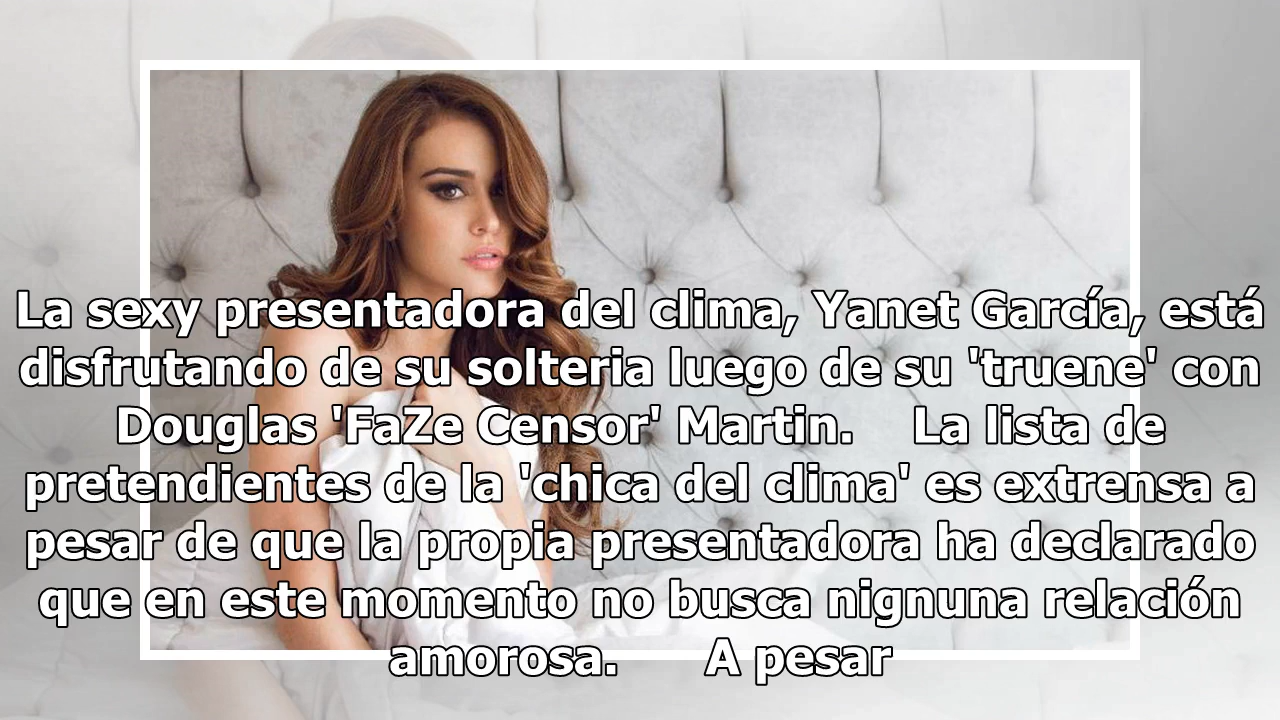 La sexy presentadora del clima, Yanet García, está
disfrutando de su solteria luego de su 'truene' con
Douglas 'FaZe Censor' Martin.    La lista de
pretendientes de la 'chica del clima' es extrensa a
pesar de que la propia presentadora ha declarado
que en este momento no busca nignuna relación
amorosa.      A pesar